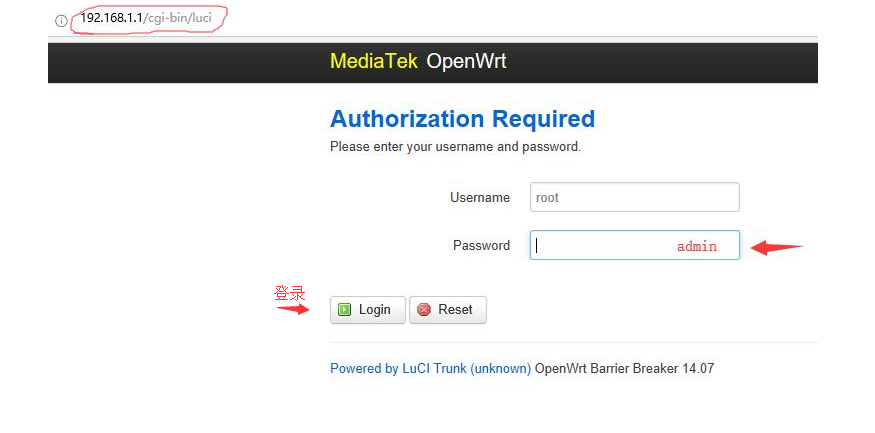 192.168.1.1/cgi-bin/luci
MediaTek OpenWrt
Authorization Required
Please enter your username and password.
Username root
Password admin
登录
Login Reset
Powered by LuCI Trunk (unknown) OpenWrt Barrier Breaker 14.07